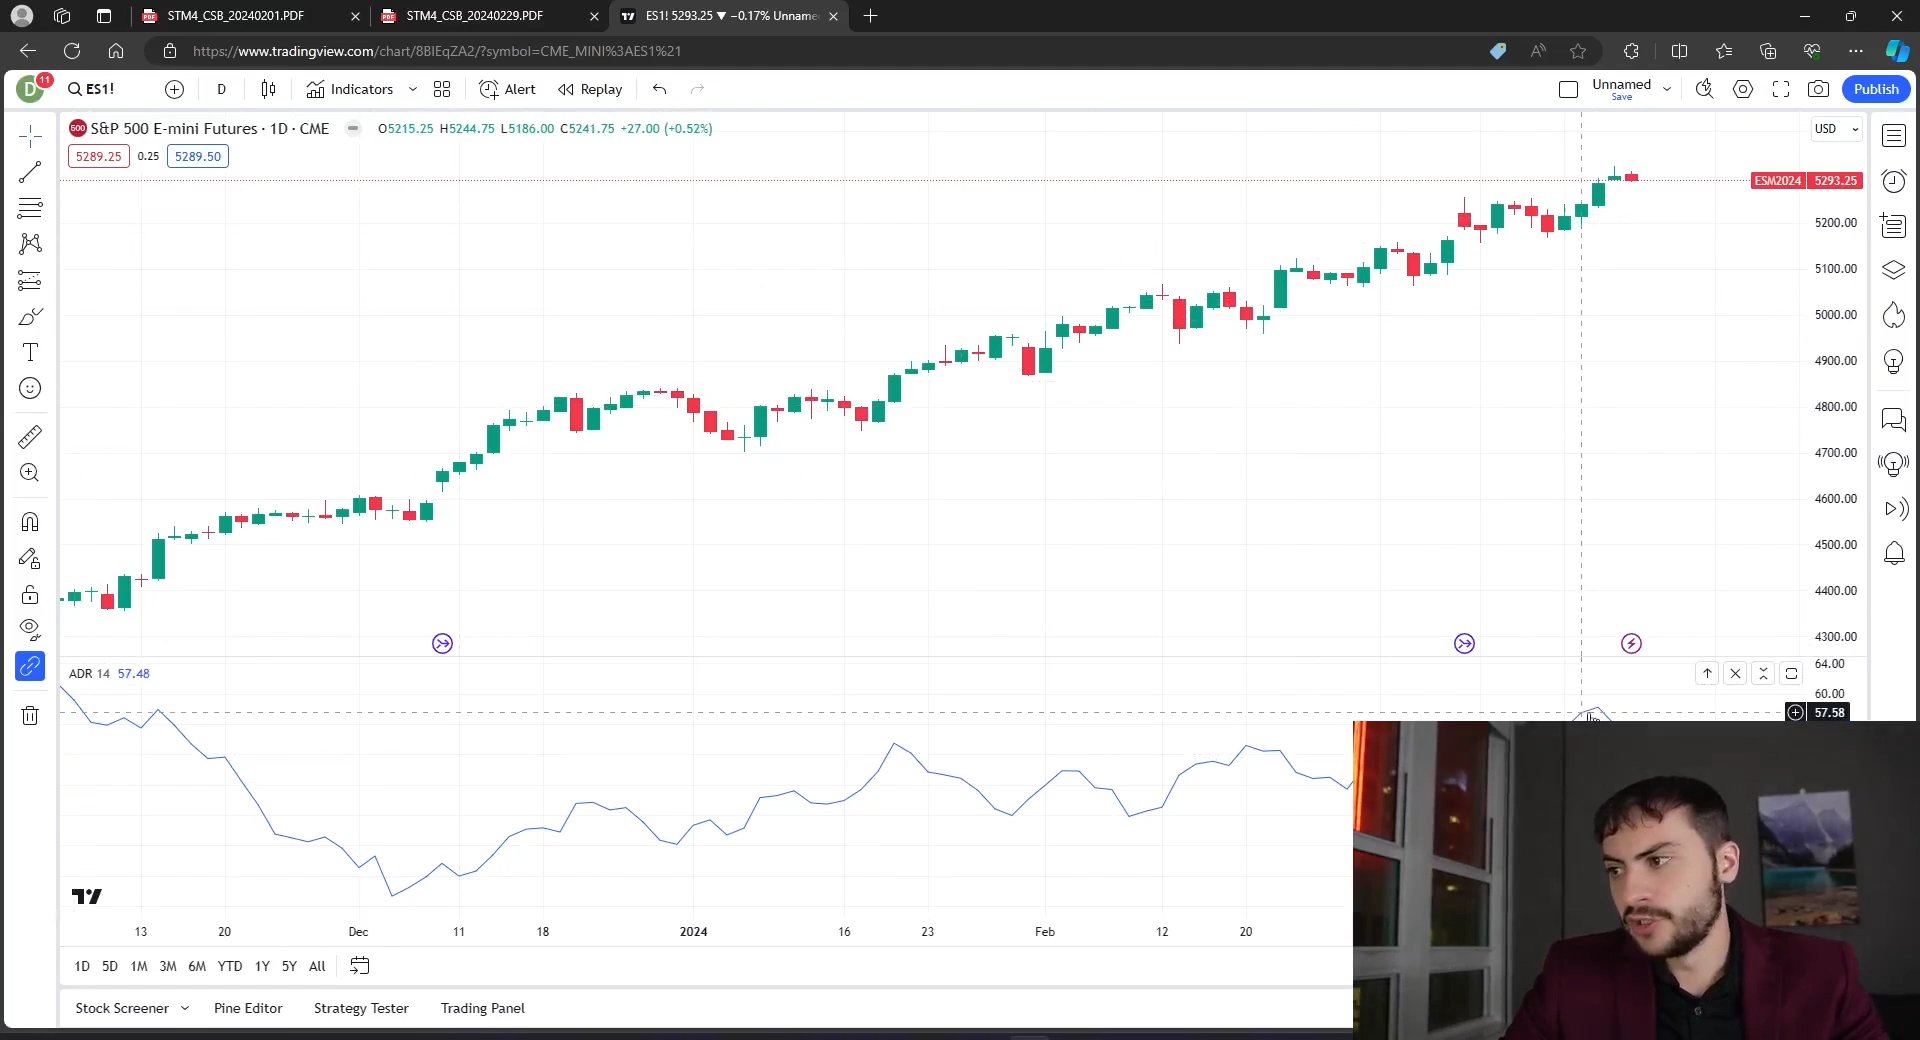 STM4_CSB_20240201.PDF
STM4_CSB_20240229.PDF
ES1! 5293.25 ▼ −0.17% Unname
https://www.tradingview.com/chart/8BIEqZA2/?symbol=CME_MINI%3AES1%21
D 11 ES1! D Indicators Alert Replay Unnamed Save Publish
500 S&P 500 E-mini Futures · 1D · CME O5215.25 H5244.75 L5186.00 C5241.75 +27.00 (+0.52%) USD
5289.25 0.25 5289.50
ESM2024 5293.25
5200.00
5100.00
5000.00
4900.00
4800.00
4700.00
4600.00
4500.00
4400.00
4300.00
ADR 14 57.48
64.00
60.00
57.58
13 20 Dec 11 18 2024 16 23 Feb 12 20
1D 5D 1M 3M 6M YTD 1Y 5Y All
Stock Screener Pine Editor Strategy Tester Trading Panel